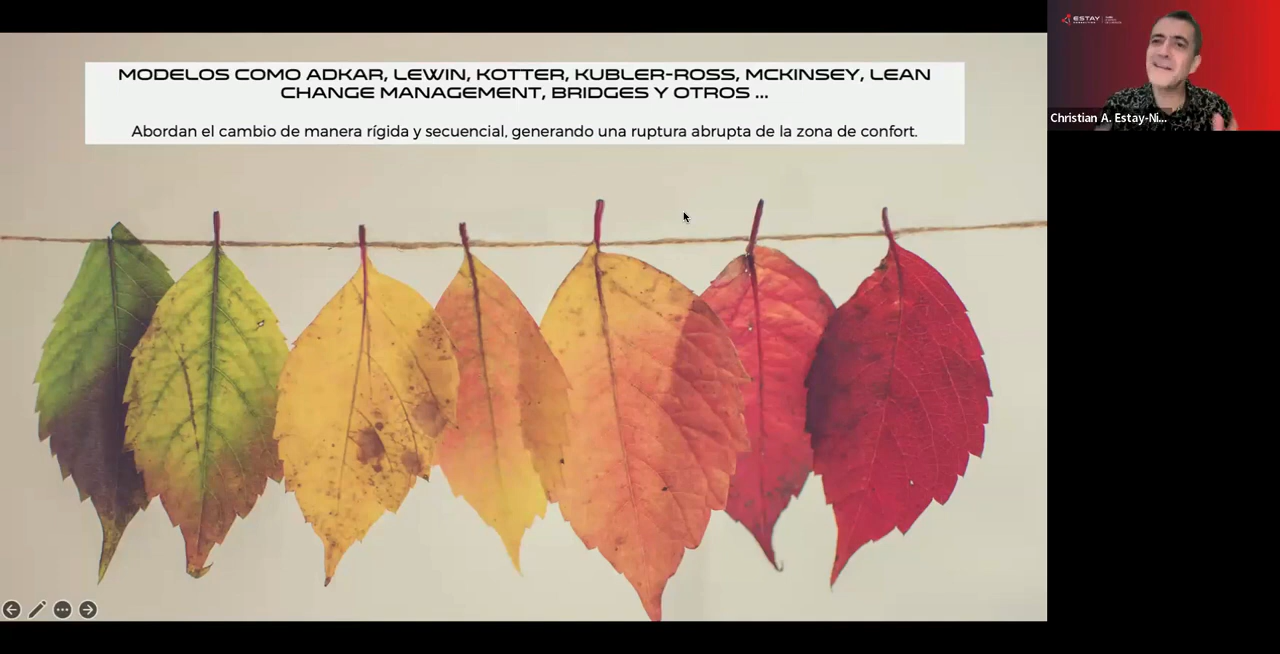 MODELOS COMO ADKAR, LEWIN, KOTTER, KUBLER-ROSS, MCKINSEY, LEAN
CHANGE MANAGEMENT, BRIDGES Y OTROS ...
Abordan el cambio de manera rígida y secuencial, generando una ruptura abrupta de la zona de confort.
ESTAY
Christian A. Estay-Ni...